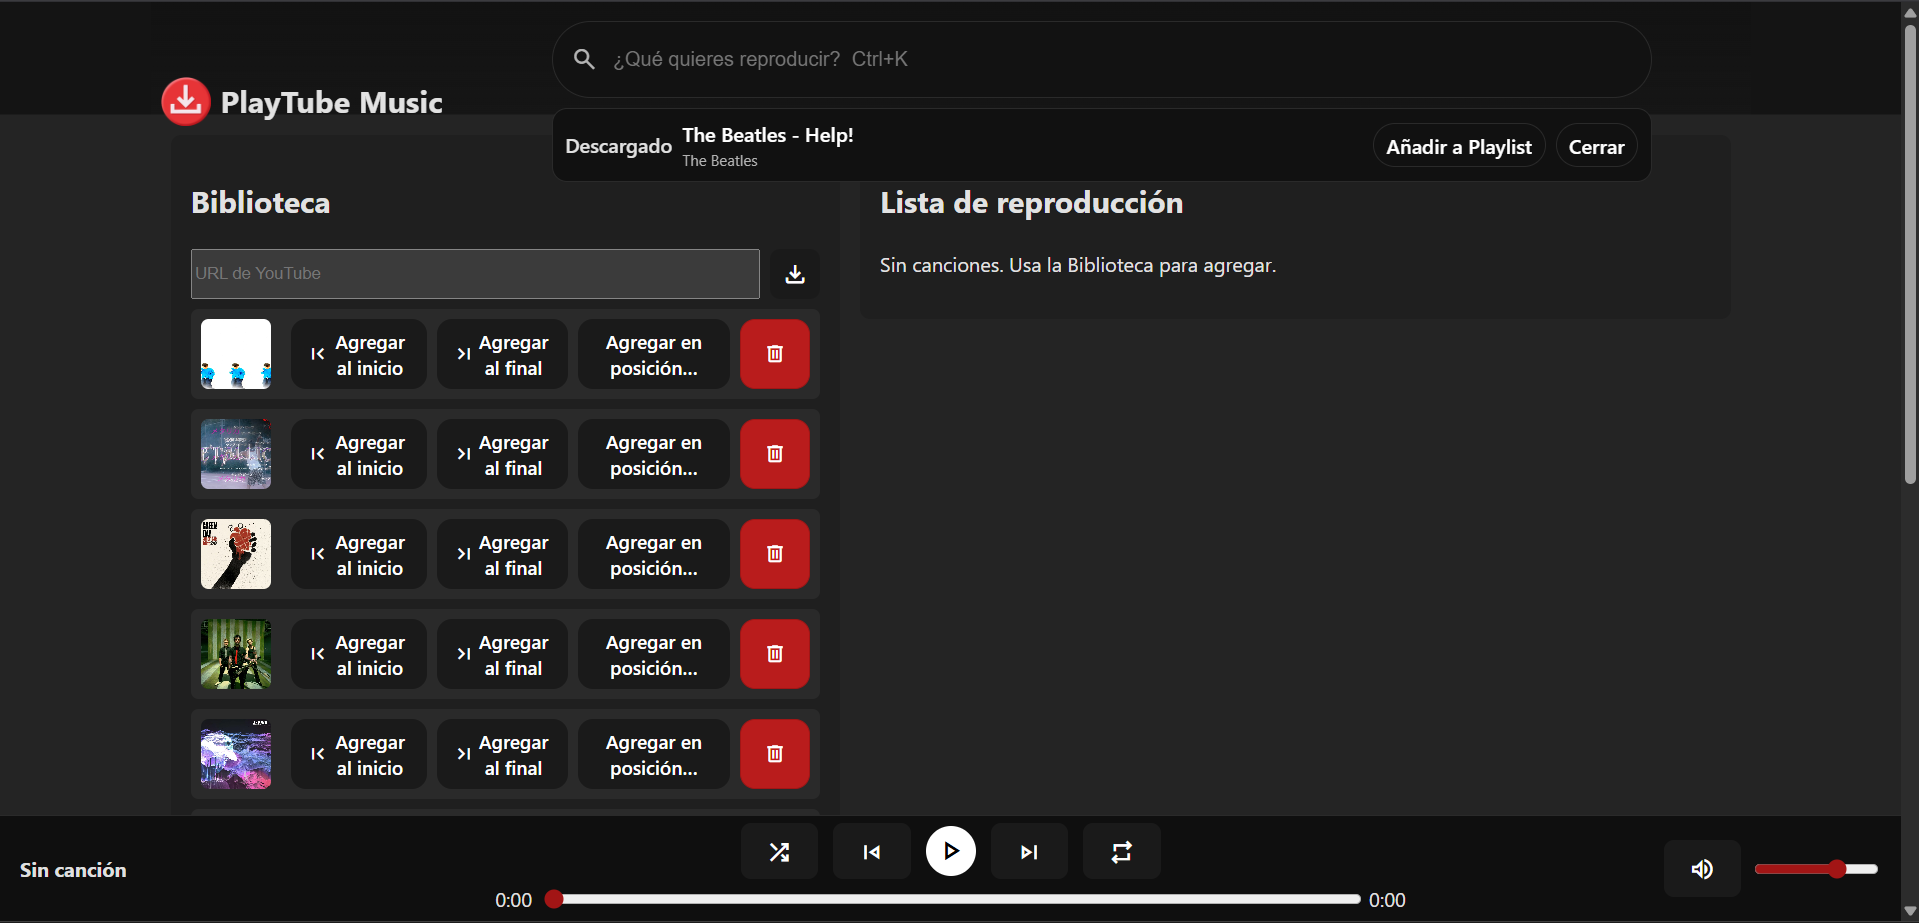 ¿Qué quieres reproducir? Ctrl+K
PlayTube Music
Descargado
The Beatles - Help!
The Beatles
Añadir a Playlist
Cerrar
Biblioteca
URL de YouTube
Agregar
al inicio
Agregar
al final
Agregar en
posición...
Agregar
al inicio
Agregar
al final
Agregar en
posición...
Agregar
al inicio
Agregar
al final
Agregar en
posición...
Agregar
al inicio
Agregar
al final
Agregar en
posición...
Agregar
al inicio
Agregar
al final
Agregar en
posición...
Lista de reproducción
Sin canciones. Usa la Biblioteca para agregar.
Sin canción
0:00
0:00